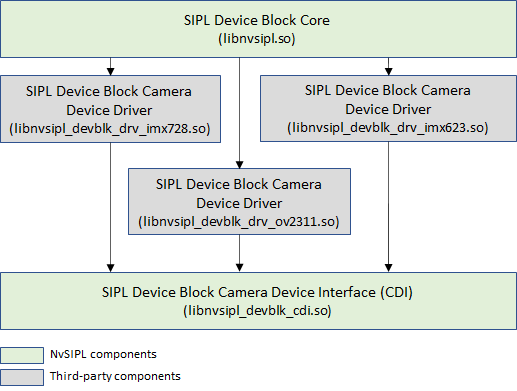 SIPL Device Block Core
(libnvsipl.so)
SIPL Device Block Camera
Device Driver
(libnvsipl_devblk_drv_imx728.so)
SIPL Device Block Camera
Device Driver
(libnvsipl_devblk_drv_imx623.so)
SIPL Device Block Camera
Device Driver
(libnvsipl_devblk_drv_ov2311.so)
SIPL Device Block Camera Device Interface (CDI)
(libnvsipl_devblk_cdi.so)
NvSIPL components
Third-party components